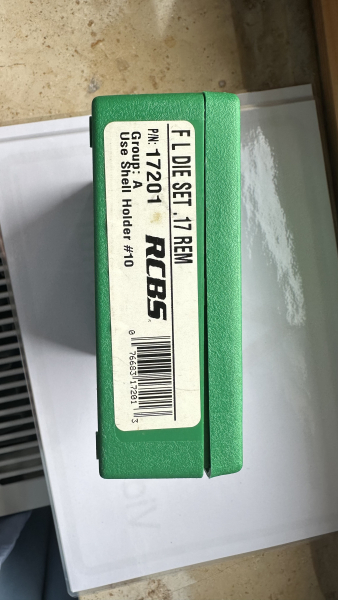 F L DIE SET .17 REM
P/N: 17201
Group: A
Use Shell Holder #10
RCBS
0 76683 17201 3